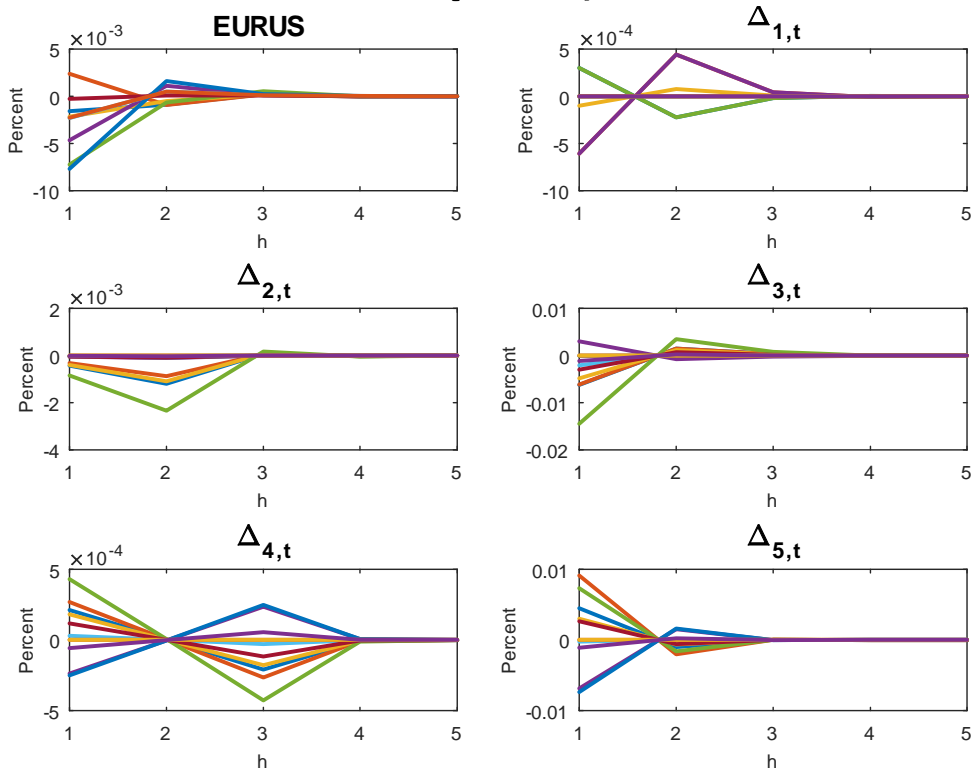 EURUS
×10⁻³
5
0
-5
-10
Percent
1 2 3 4 5
h
Δ1,t
×10⁻⁴
5
0
-5
-10
Percent
1 2 3 4 5
h
Δ2,t
×10⁻³
2
0
-2
-4
Percent
1 2 3 4 5
h
Δ3,t
0.01
0
-0.01
-0.02
Percent
1 2 3 4 5
h
Δ4,t
×10⁻⁴
5
0
-5
Percent
1 2 3 4 5
h
Δ5,t
0.01
0
-0.01
Percent
1 2 3 4 5
h